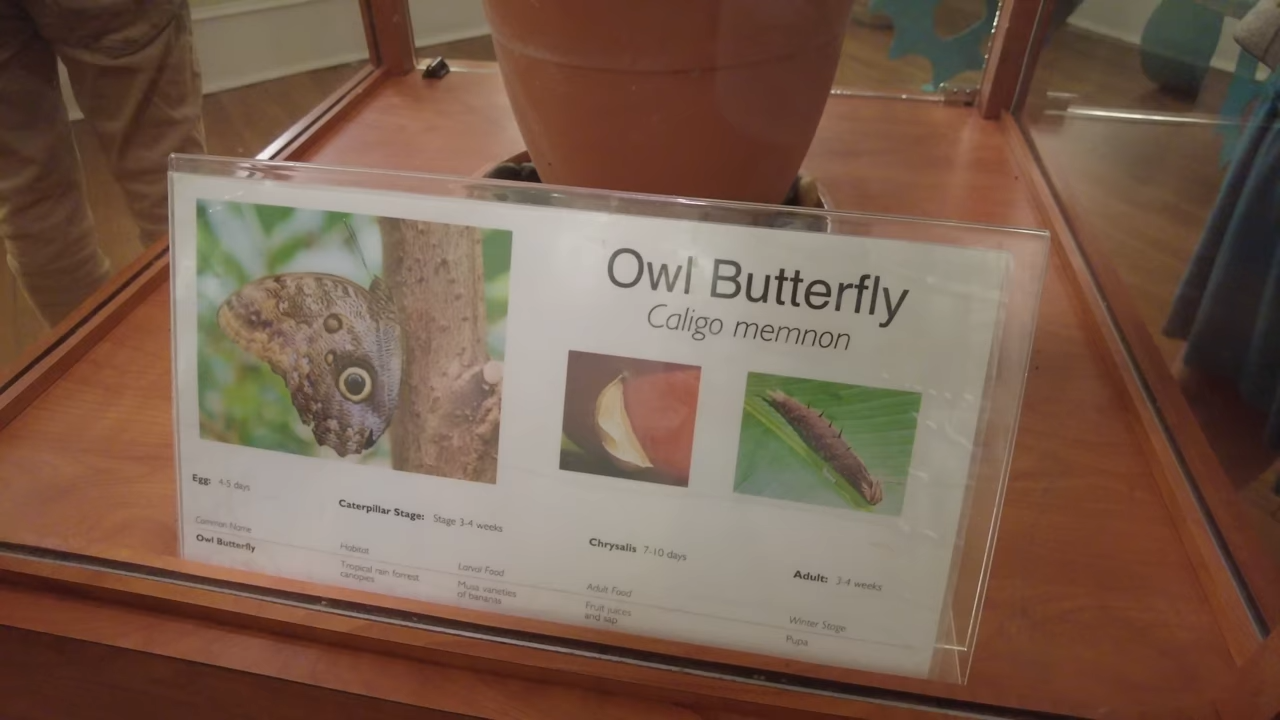 Owl Butterfly
Caligo memnon
Egg: 4-5 days
Caterpillar Stage: Stage 3-4 weeks
Chrysalis 7-10 days
Adult: 3-4 weeks
Common Name
Owl Butterfly
Habitat
Tropical rain forrest
canopies
Larval Food
Musa varieties
of bananas
Adult Food
Fruit juices
and sap
Winter Stage
Pupa